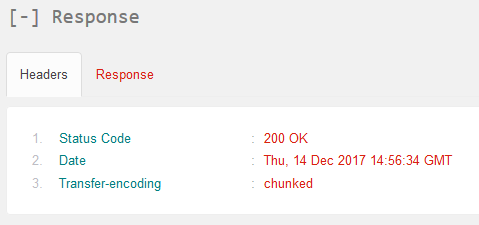 [-] Response
Headers Response
1. Status Code : 200 OK
2. Date : Thu, 14 Dec 2017 14:56:34 GMT
3. Transfer-encoding : chunked